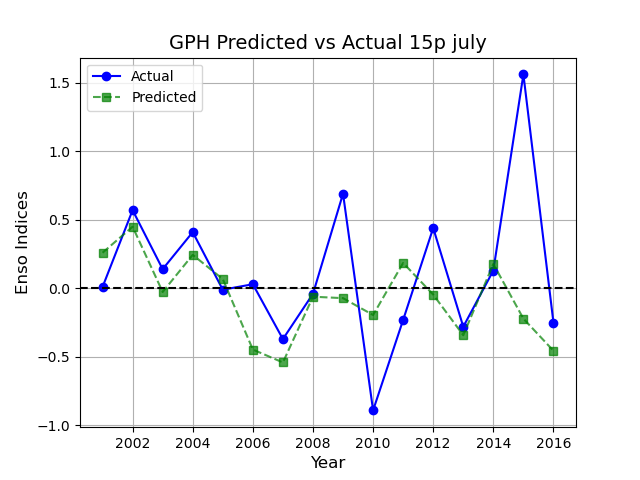 GPH Predicted vs Actual 15p july
Actual
Predicted
1.5
1.0
0.5
0.0
−0.5
−1.0
Enso Indices
2002 2004 2006 2008 2010 2012 2014 2016
Year